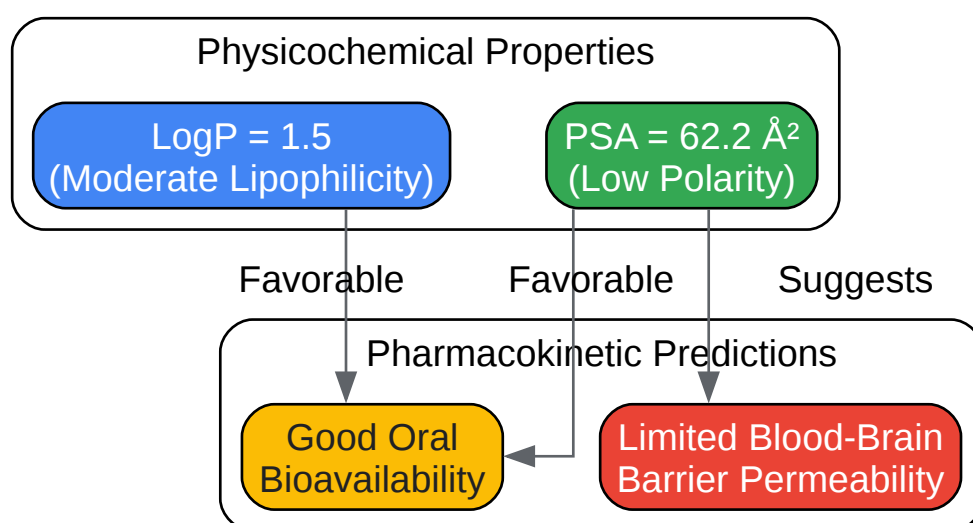 Physicochemical Properties
LogP = 1.5
(Moderate Lipophilicity)
PSA = 62.2 Å²
(Low Polarity)
Favorable
Favorable
Suggests
Pharmacokinetic Predictions
Good Oral
Bioavailability
Limited Blood-Brain
Barrier Permeability